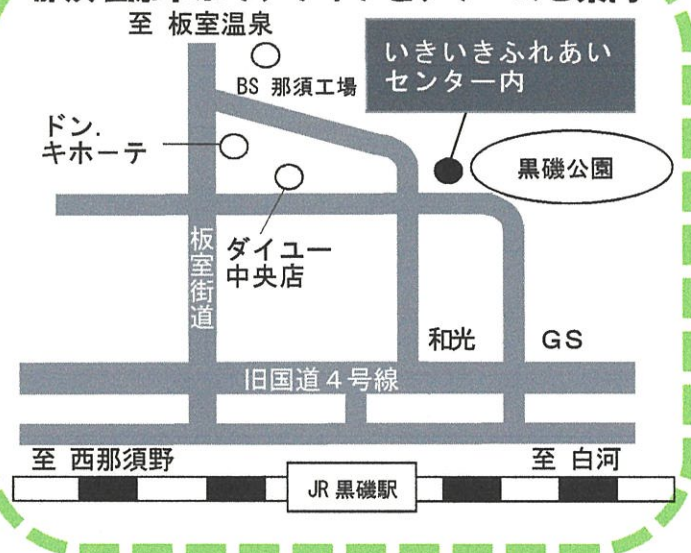 至 板室温泉
BS 那須工場
いきいきふれあい
センター内
ドン.
キホーテ
黒磯公園
板室街道
ダイユー
中央店
和光
GS
旧国道４号線
至 西那須野
至 白河
JR 黒磯駅